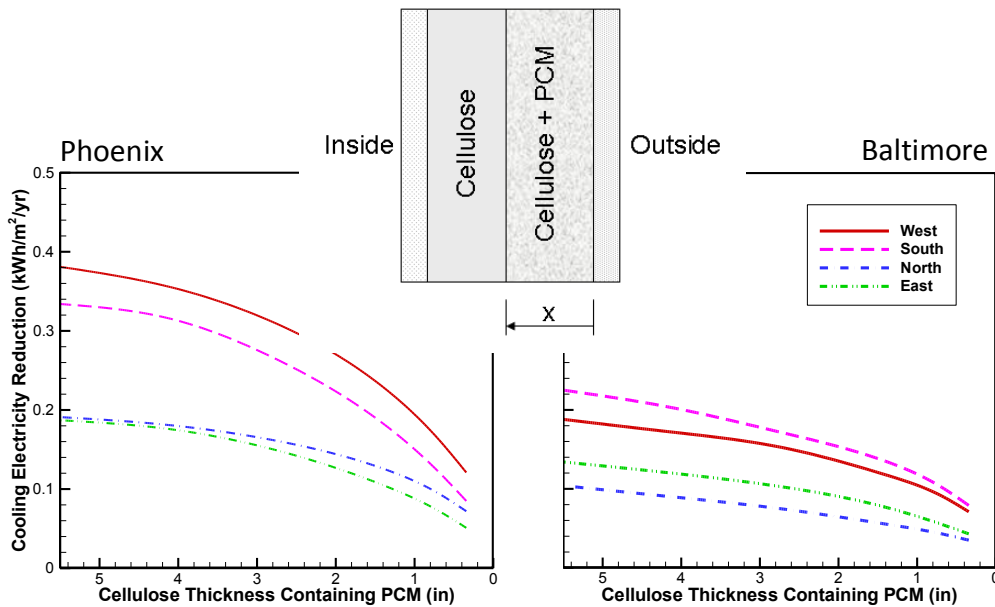 Phoenix
Inside
Cellulose
Cellulose + PCM
Outside
Baltimore
X
Cooling Electricity Reduction (kWh/m²/yr)
0.5
0.4
0.3
0.2
0.1
0
5
4
3
2
1
0
Cellulose Thickness Containing PCM (in)
West
South
North
East
5
4
3
2
1
0
Cellulose Thickness Containing PCM (in)